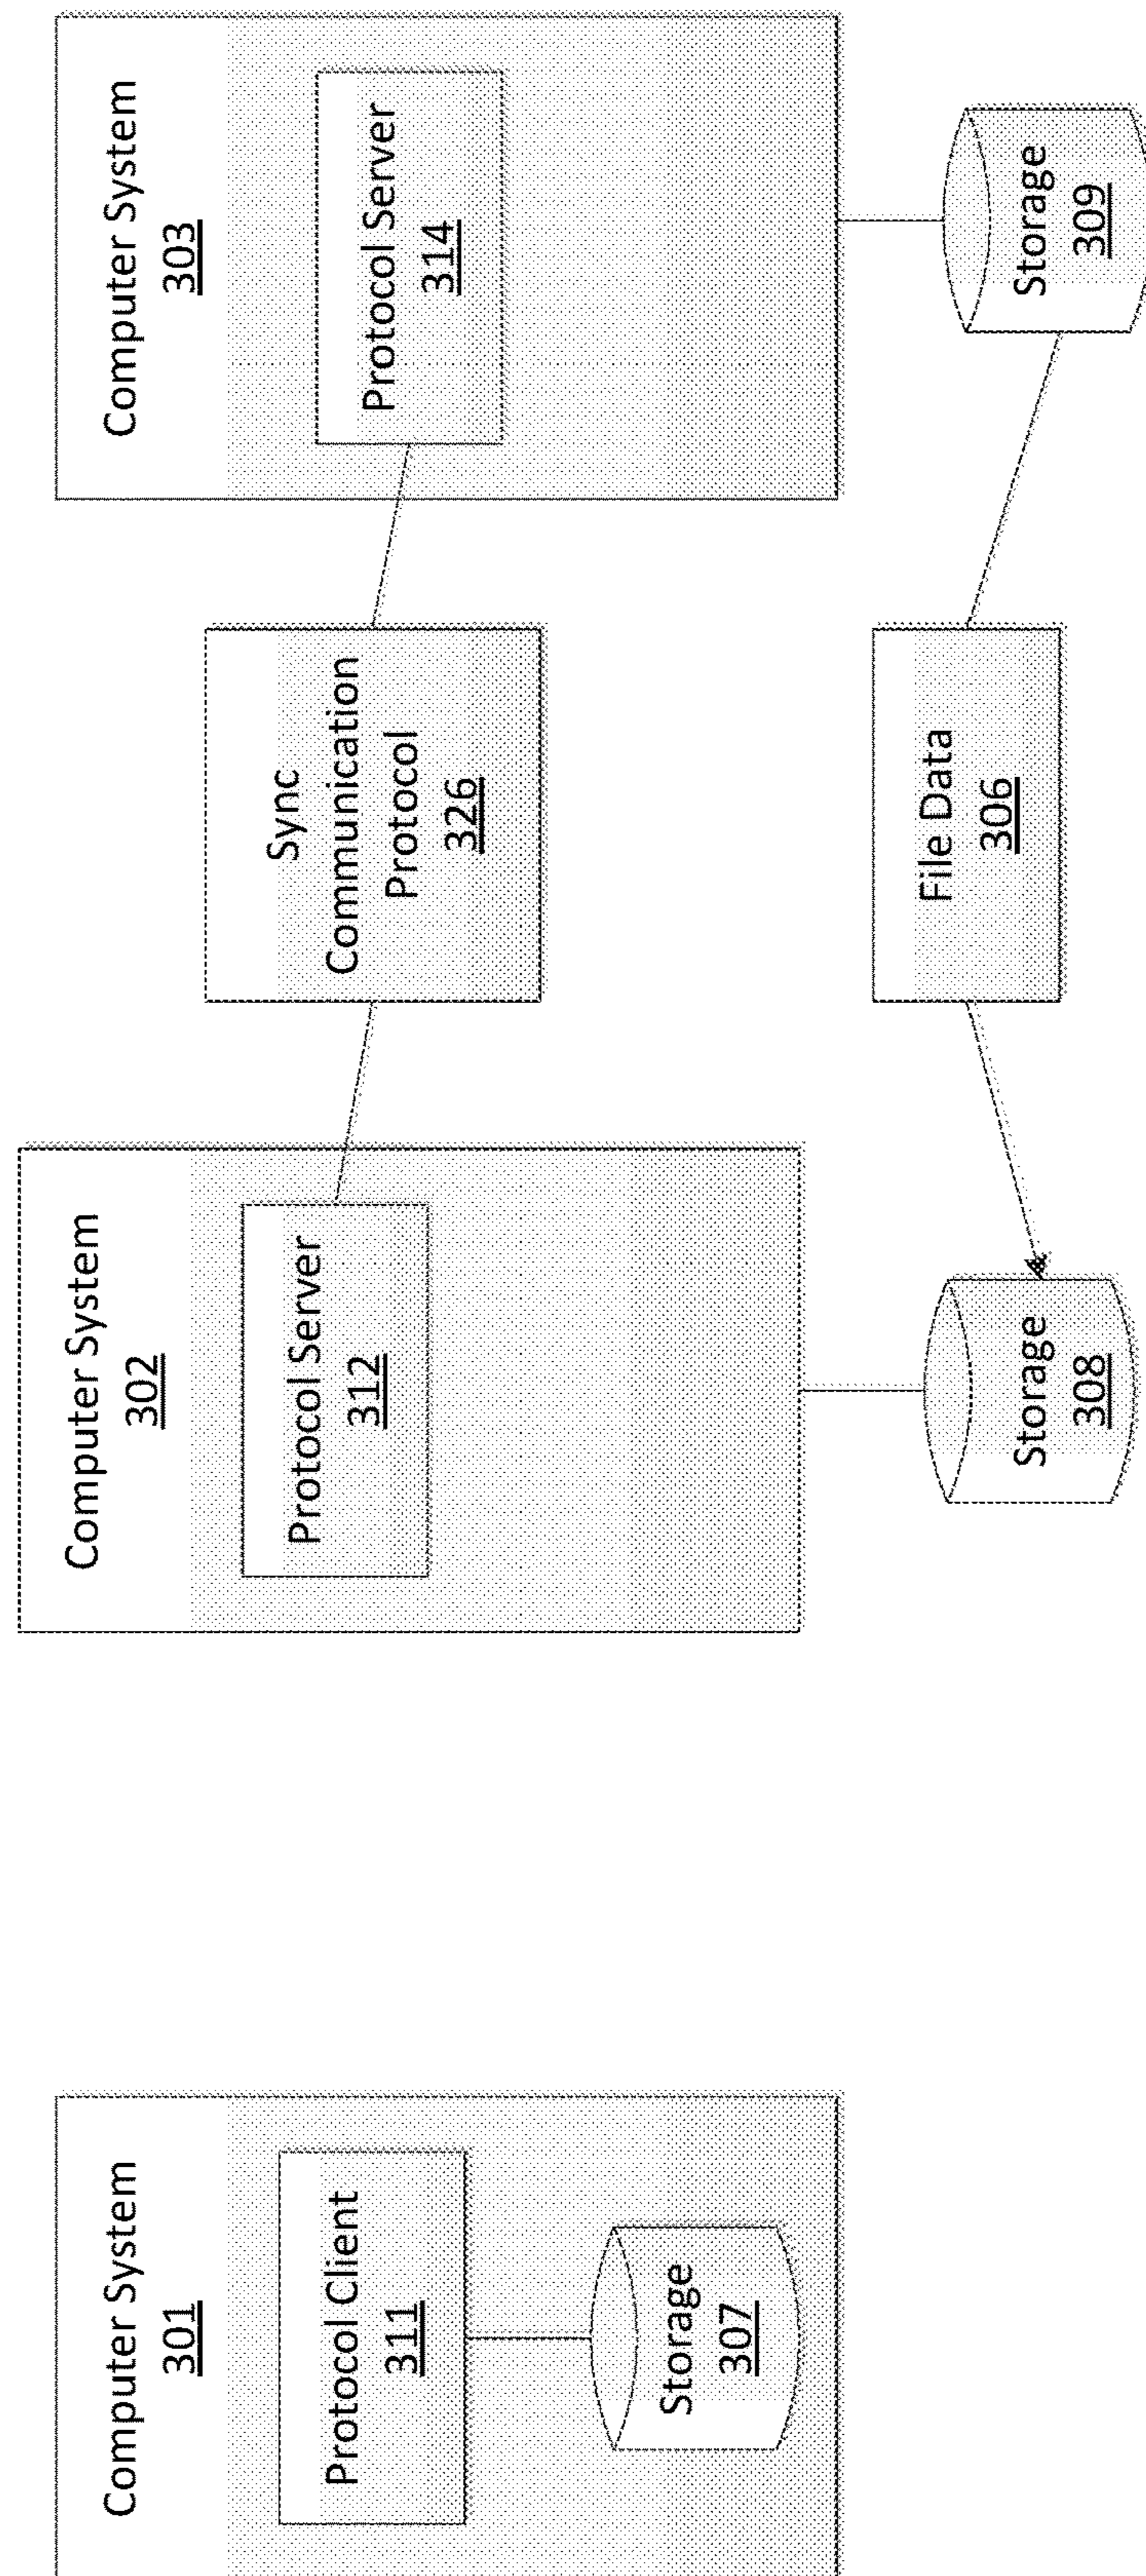 Computer System
301
Protocol Client
311
Storage
307
Computer System
302
Protocol Server
312
Storage
308
Sync
Communication
Protocol
326
File Data
306
Computer System
303
Protocol Server
314
Storage
309